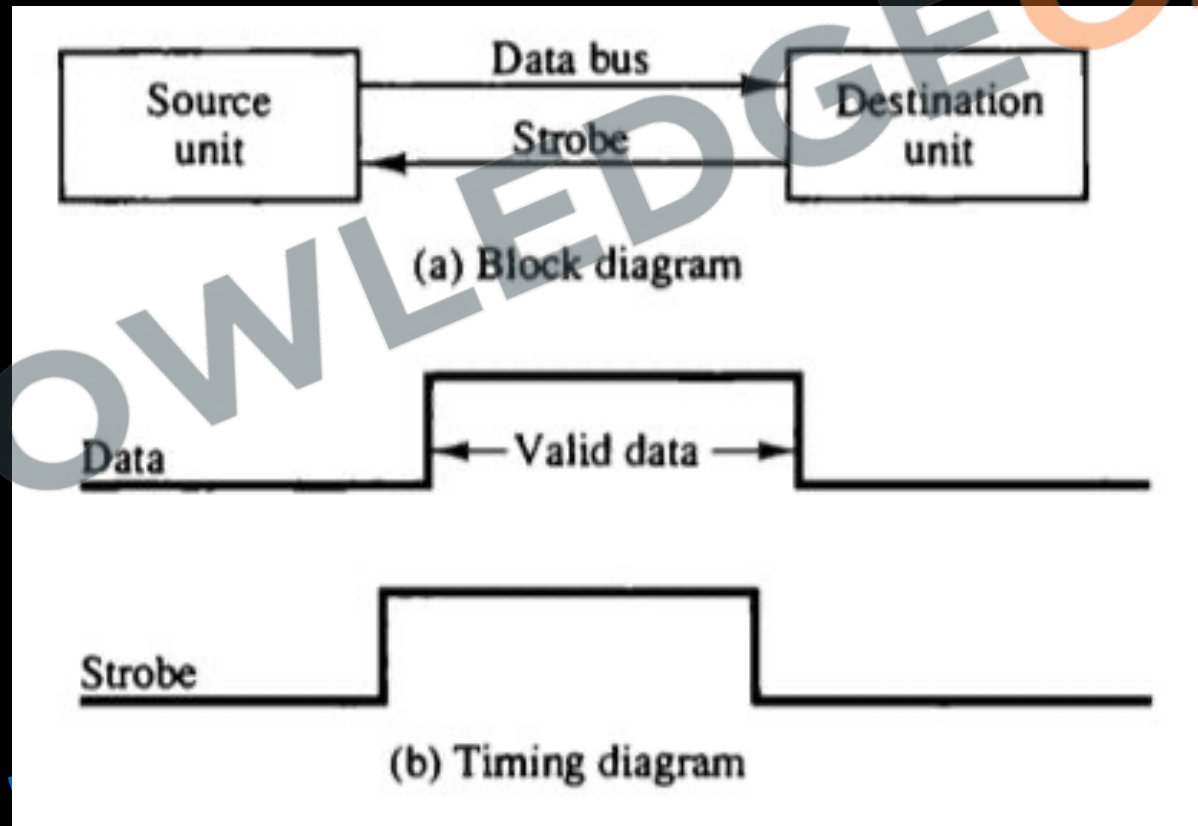 Data bus
Source
unit
Strobe
Destination
unit
(a) Block diagram
Data
Valid data
Strobe
(b) Timing diagram
OWLEDGE